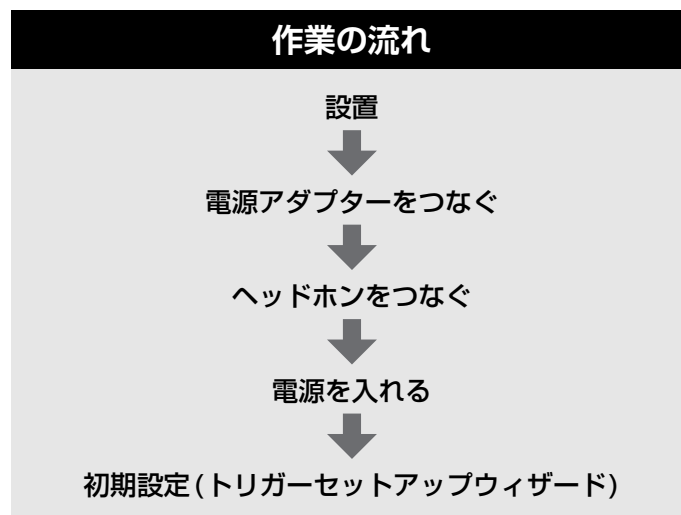 作業の流れ
設置
電源アダプターをつなぐ
ヘッドホンをつなぐ
電源を入れる
初期設定(トリガーセットアップウィザード)